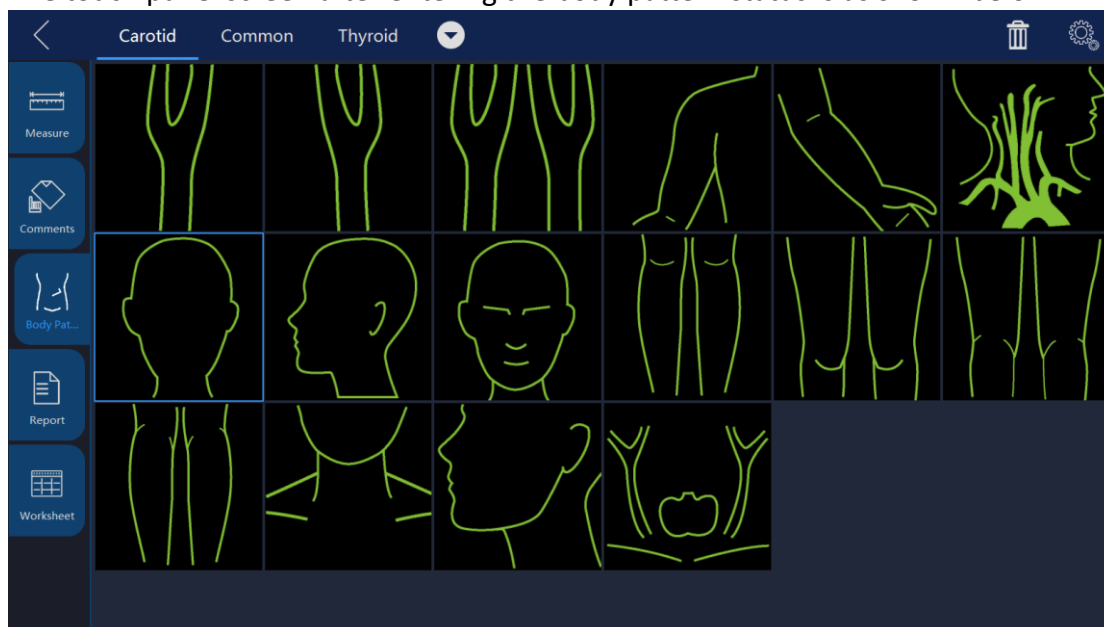 Carotid Common Thyroid
Measure
Comments
Body Pat...
Report
Worksheet